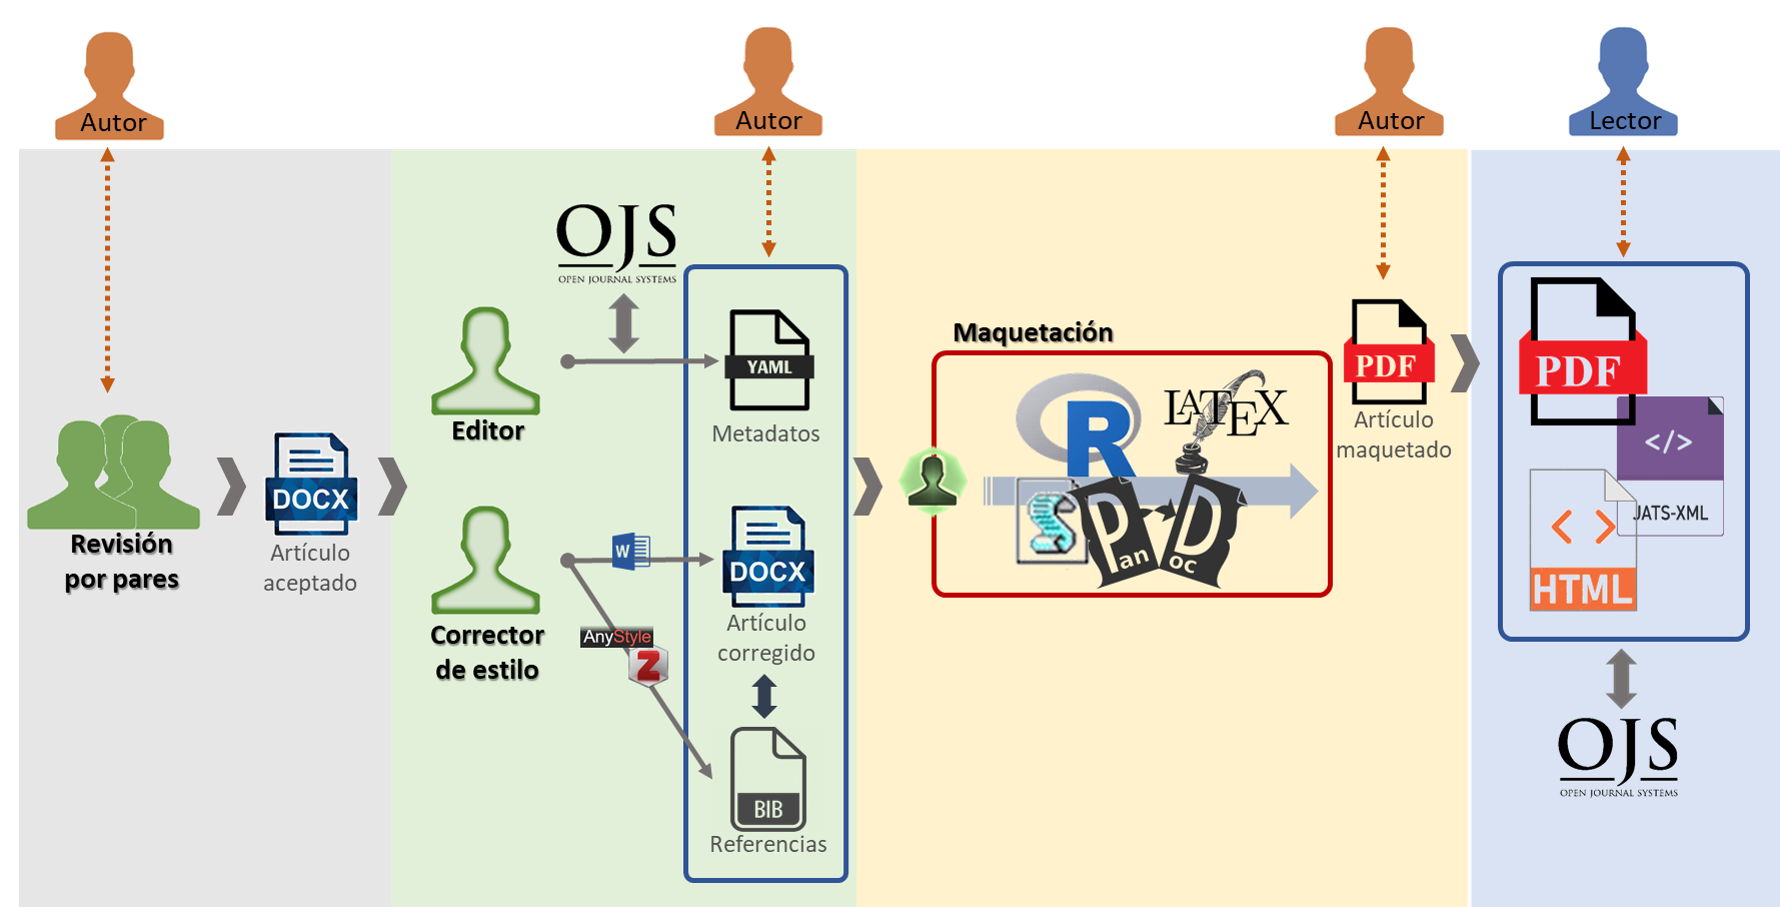 Autor
Autor
Autor
Lector
Revisión
por pares
DOCX
Artículo
aceptado
OJS
OPEN JOURNAL SYSTEMS
Editor
YAML
Metadatos
Corrector
de estilo
W
DOCX
Artículo
corregido
AnyStyle
Z
BIB
Referencias
Maquetación
R
LATEX
S
Pan
Doc
PDF
Artículo
maquetado
PDF
</>
JATS-XML
< >
HTML
OJS
OPEN JOURNAL SYSTEMS